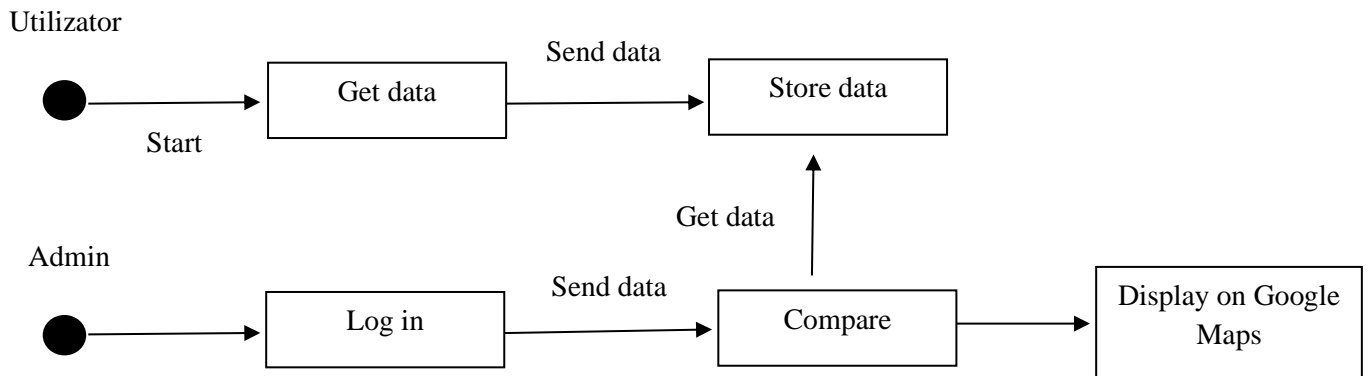 Utilizator
Send data
Get data
Store data
Start
Get data
Admin
Send data
Log in
Compare
Display on Google
Maps